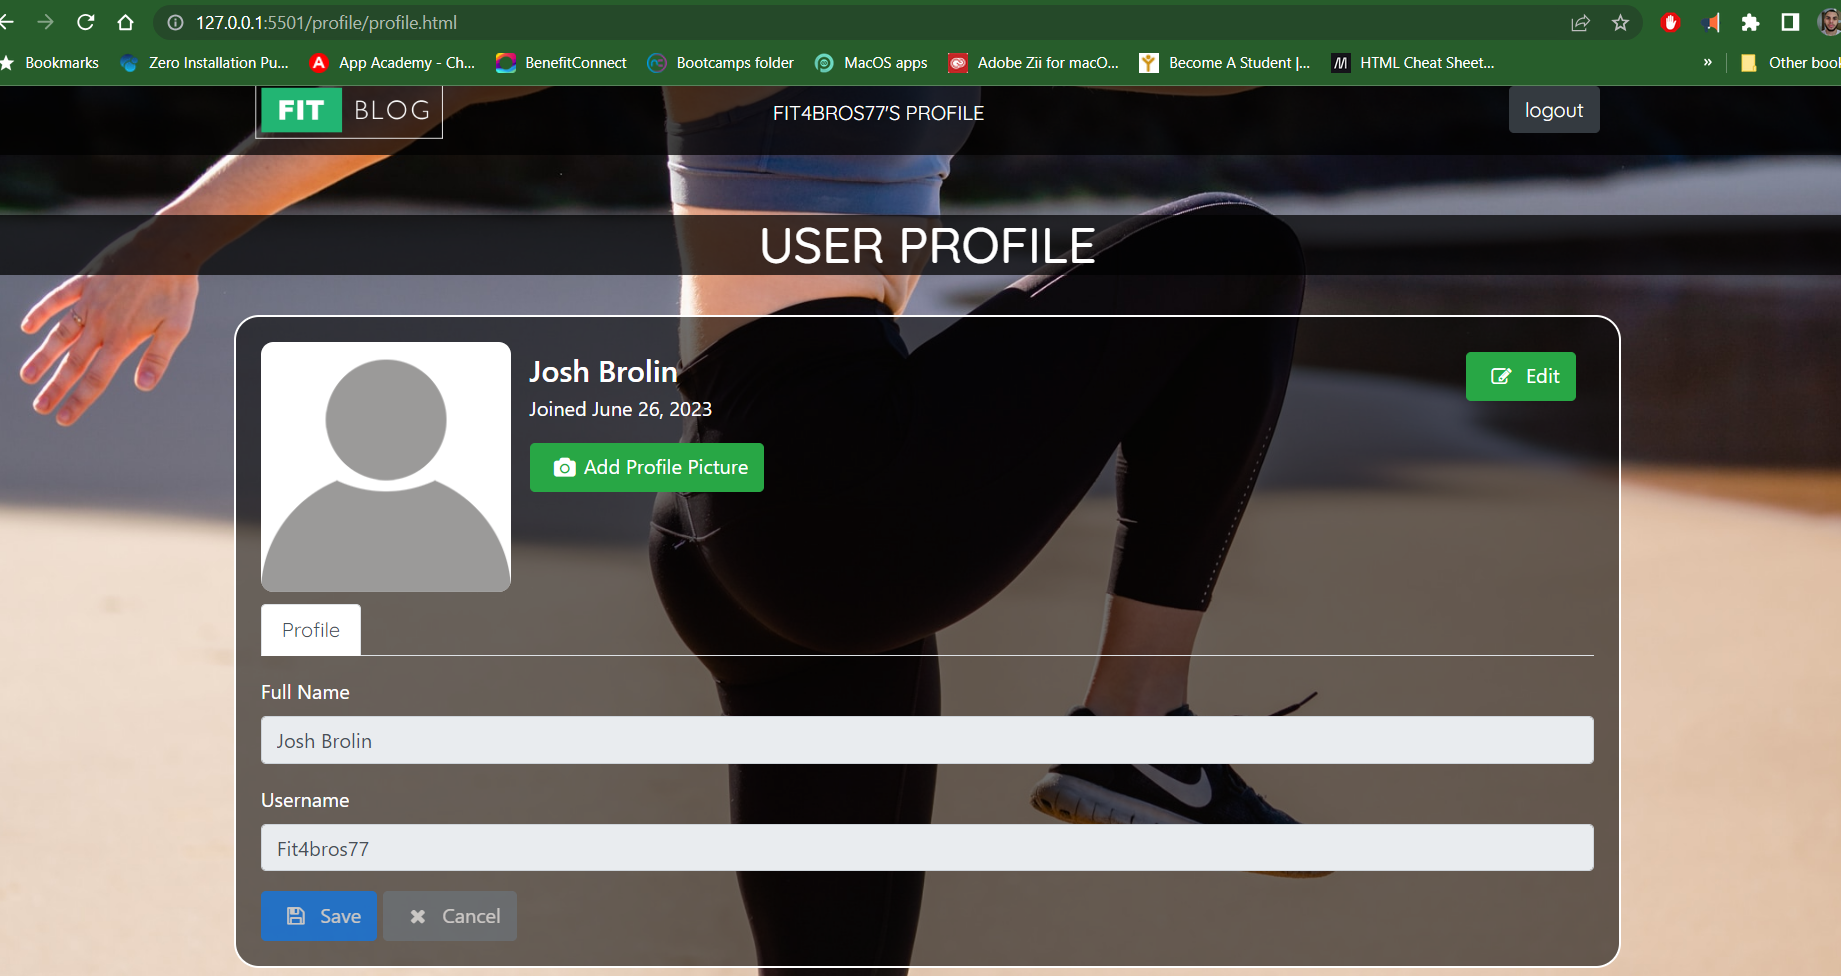 127.0.0.1:5501/profile/profile.html
Bookmarks
Zero Installation Pu...
App Academy - Ch...
BenefitConnect
Bootcamps folder
MacOS apps
Adobe Zii for macO...
Become A Student |...
HTML Cheat Sheet...
»
Other book
FIT BLOG
FIT4BROS77'S PROFILE
logout
USER PROFILE
Josh Brolin
Joined June 26, 2023
Edit
Add Profile Picture
Profile
Full Name
Josh Brolin
Username
Fit4bros77
Save
Cancel